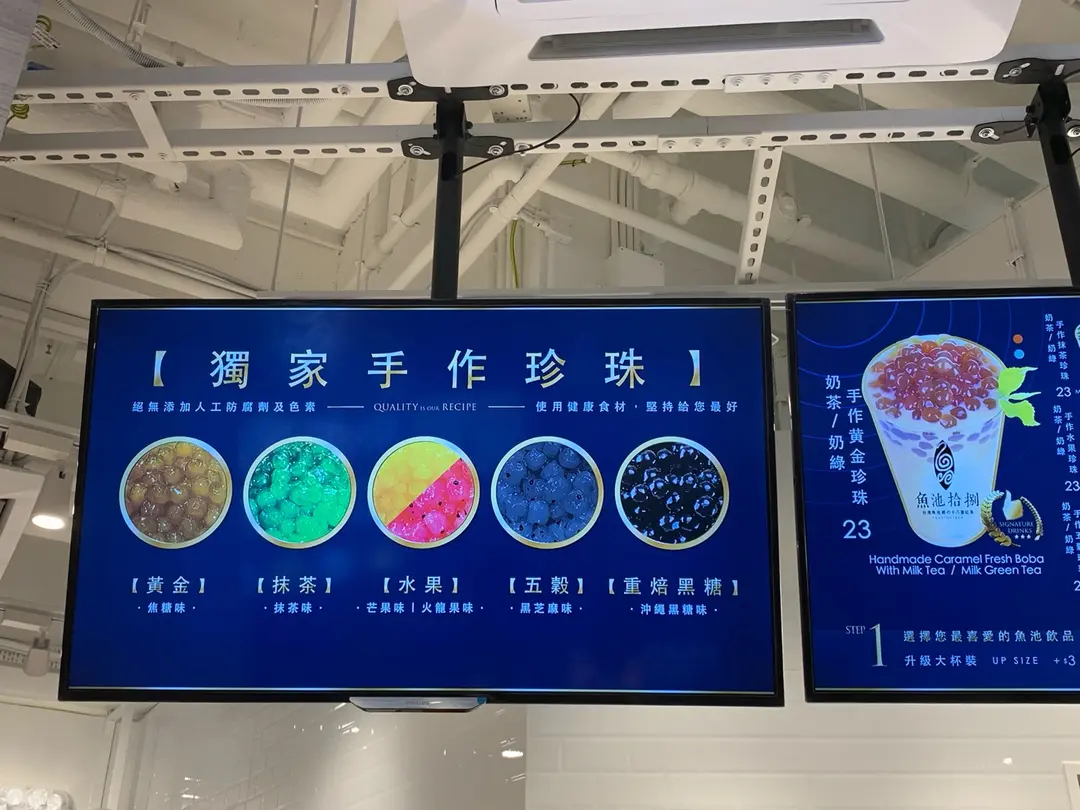 【獨家手作珍珠】
絕無添加人工防腐劑及色素
QUALITY IS OUR RECIPE
使用健康食材，堅持給您最好
【黃金】
·焦糖味·
【抹茶】
·抹茶味·
【水果】
·芒果味|火龍果味·
【五穀】
·黑芝麻味·
【重焙黑糖】
·沖繩黑糖味·
手作黄金珍珠
奶茶/奶綠
23
魚池拾捌
SIGNATURE
DRINKS
Handmade Caramel Fresh Boba
With Milk Tea / Milk Green Tea
手作抹茶珍珠
奶茶/奶綠
23
手作水果珍珠
奶茶/奶綠
23
奶茶/奶綠
STEP 1
選擇您最喜愛的魚池飲品
升級大杯裝 UP SIZE +$3